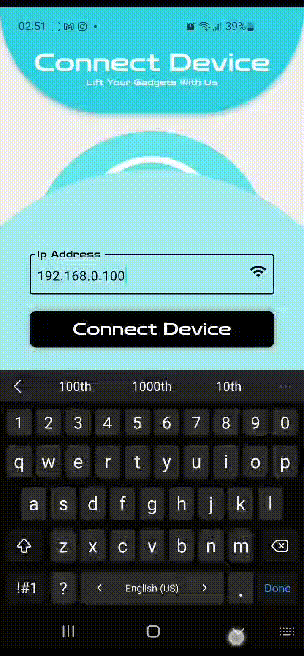 02.51 39%
Connect Device
Lift Your Gadgets With Us
Ip Address
192.168.0.100
Connect Device
100th 1000th 10th ...
1 2 3 4 5 6 7 8 9 0
q w e r t y u i o p
a s d f g h j k l
z x c v b n m
!#1 ? < English (US) > . Done